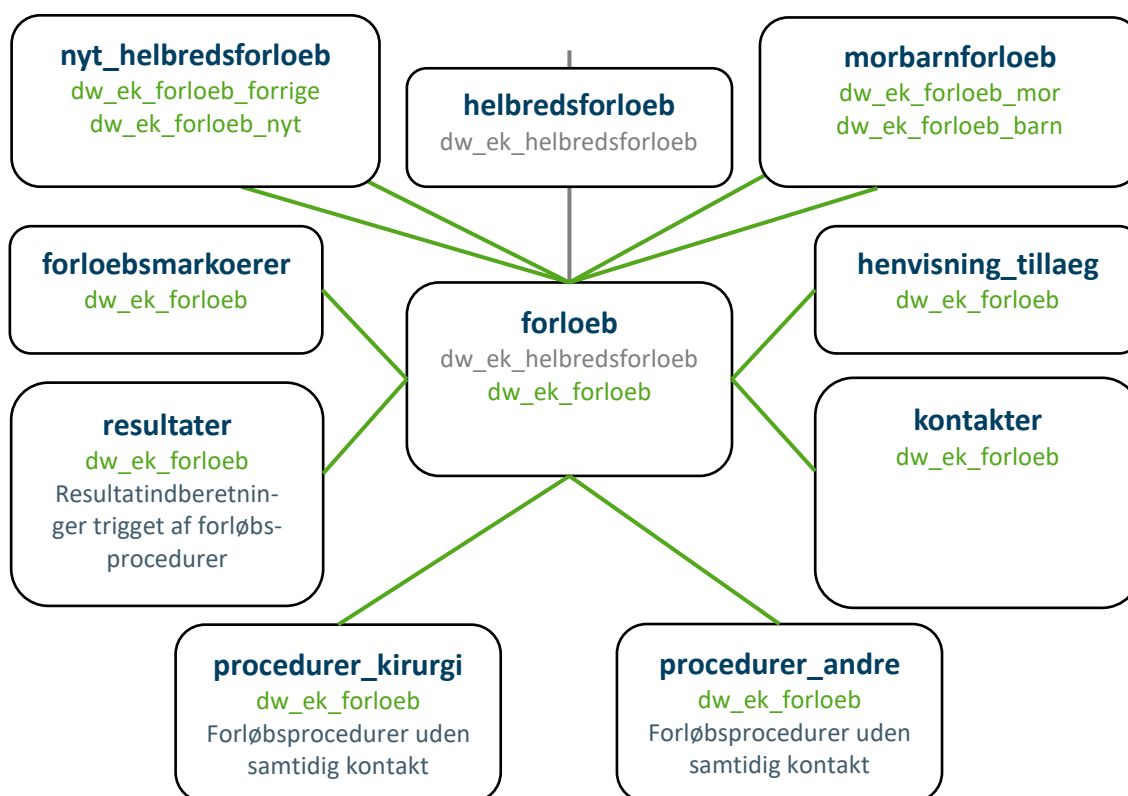 nyt_helbredsforloeb
dw_ek_forloeb_forrige
dw_ek_forloeb_nyt
helbredsforloeb
dw_ek_helbredsforloeb
morbarnforloeb
dw_ek_forloeb_mor
dw_ek_forloeb_barn
forloebsmarkoerer
dw_ek_forloeb
forloeb
dw_ek_helbredsforloeb
dw_ek_forloeb
henvisning_tillaeg
dw_ek_forloeb
resultater
dw_ek_forloeb
Resultatindberetnin-
ger trigget af forløbs-
procedurer
kontakter
dw_ek_forloeb
procedurer_kirurgi
dw_ek_forloeb
Forløbsprocedurer uden
samtidig kontakt
procedurer_andre
dw_ek_forloeb
Forløbsprocedurer uden
samtidig kontakt